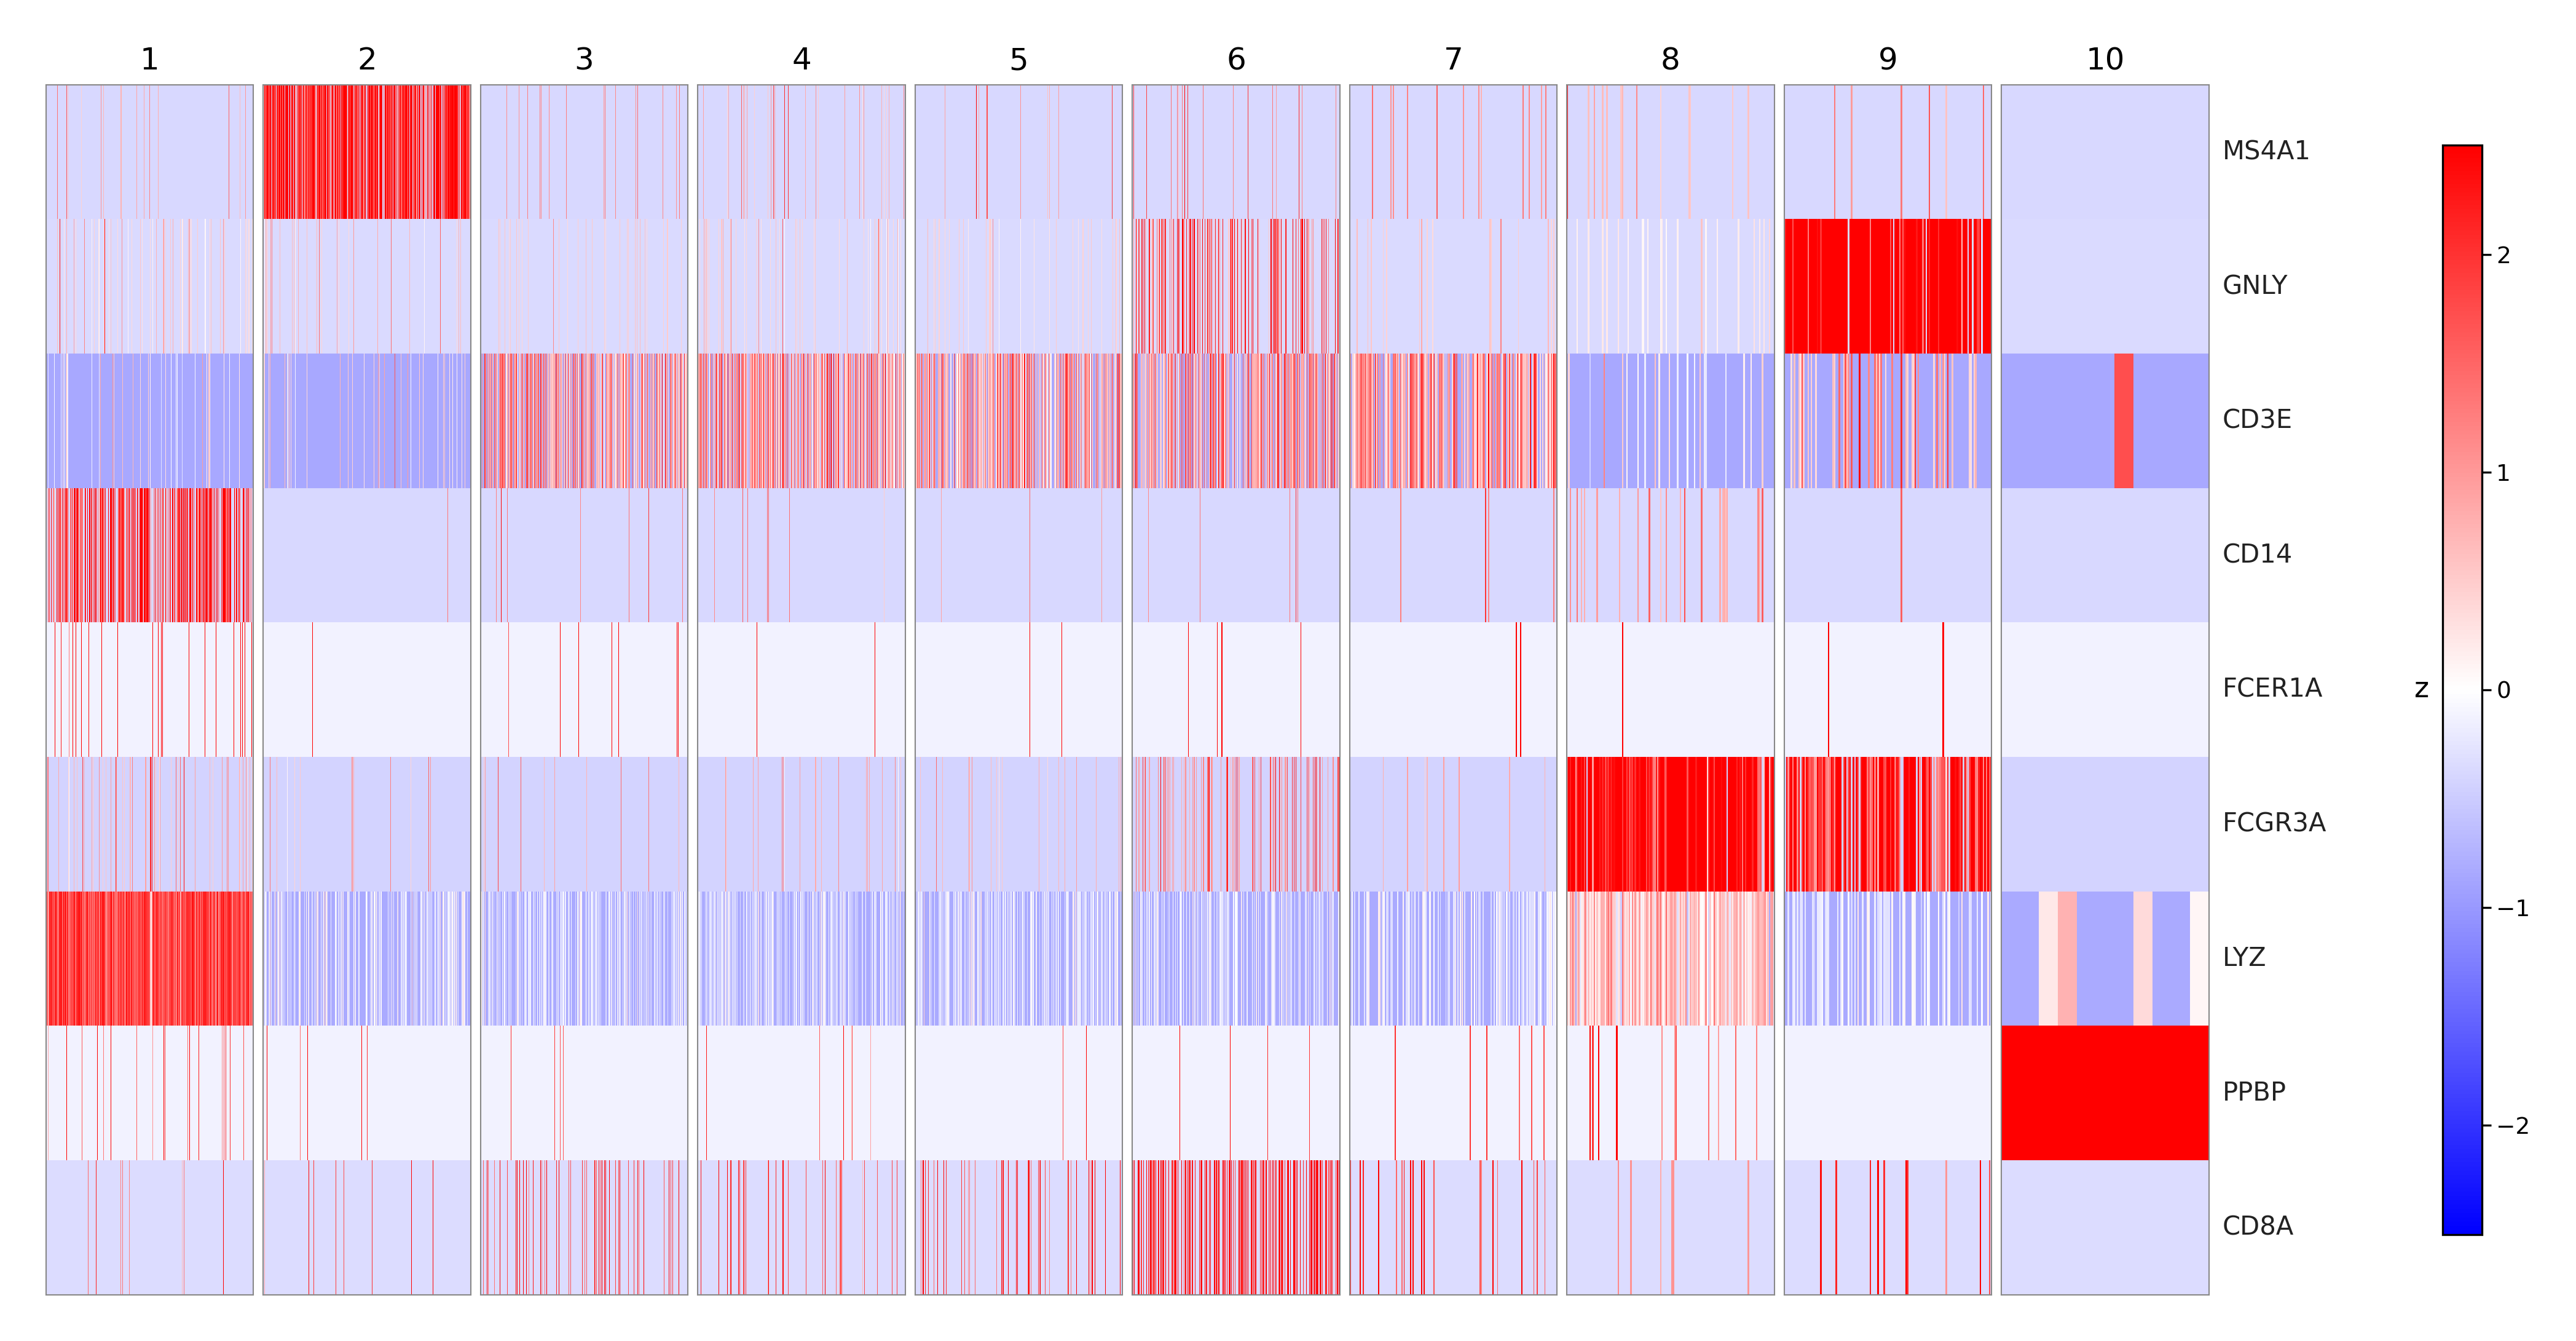 1 2 3 4 5 6 7 8 9 10
MS4A1
GNLY
CD3E
CD14
FCER1A
FCGR3A
LYZ
PPBP
CD8A
z
2
1
0
−1
−2